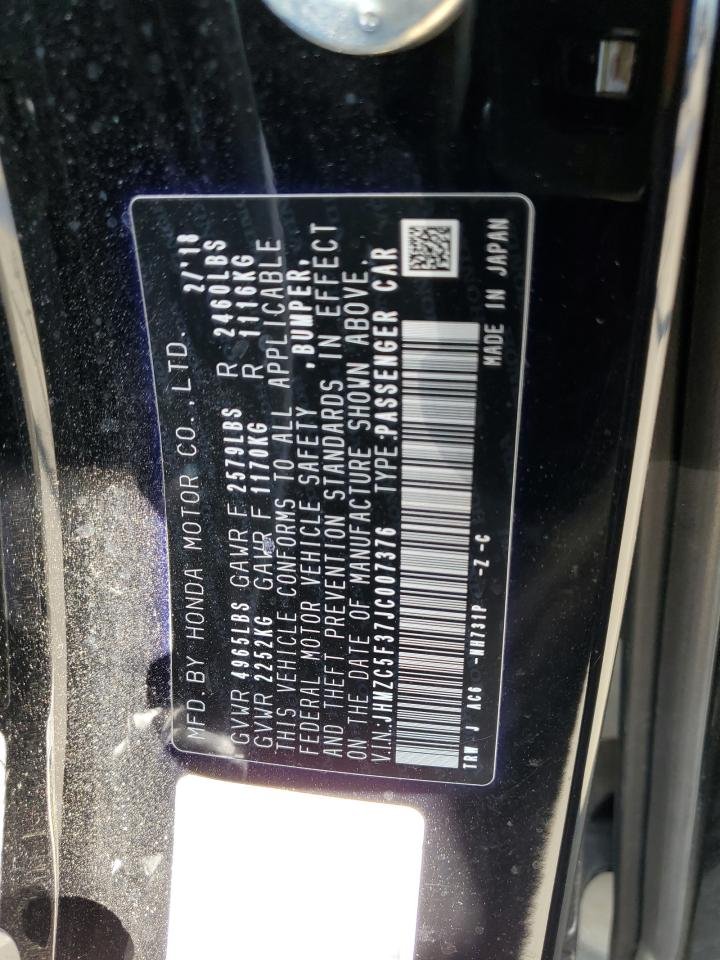 MFD.BY HONDA MOTOR CO.,LTD. 2/'18
GVWR 4965LBS GAWR F 2579LBS R 2460LBS
GVWR 2252KG GAWR F 1170KG R 1116KG
THIS VEHICLE CONFORMS TO ALL APPLICABLE
FEDERAL MOTOR VEHICLE SAFETY ,BUMPER,
AND THEFT PREVENTION STANDARDS IN EFFECT
ON THE DATE OF MANUFACTURE SHOWN ABOVE.
V.I.N:JHMZC5F37JC007376 TYPE:PASSENGER CAR
TRW J AC6 -NH731P -Z -C MADE IN JAPAN